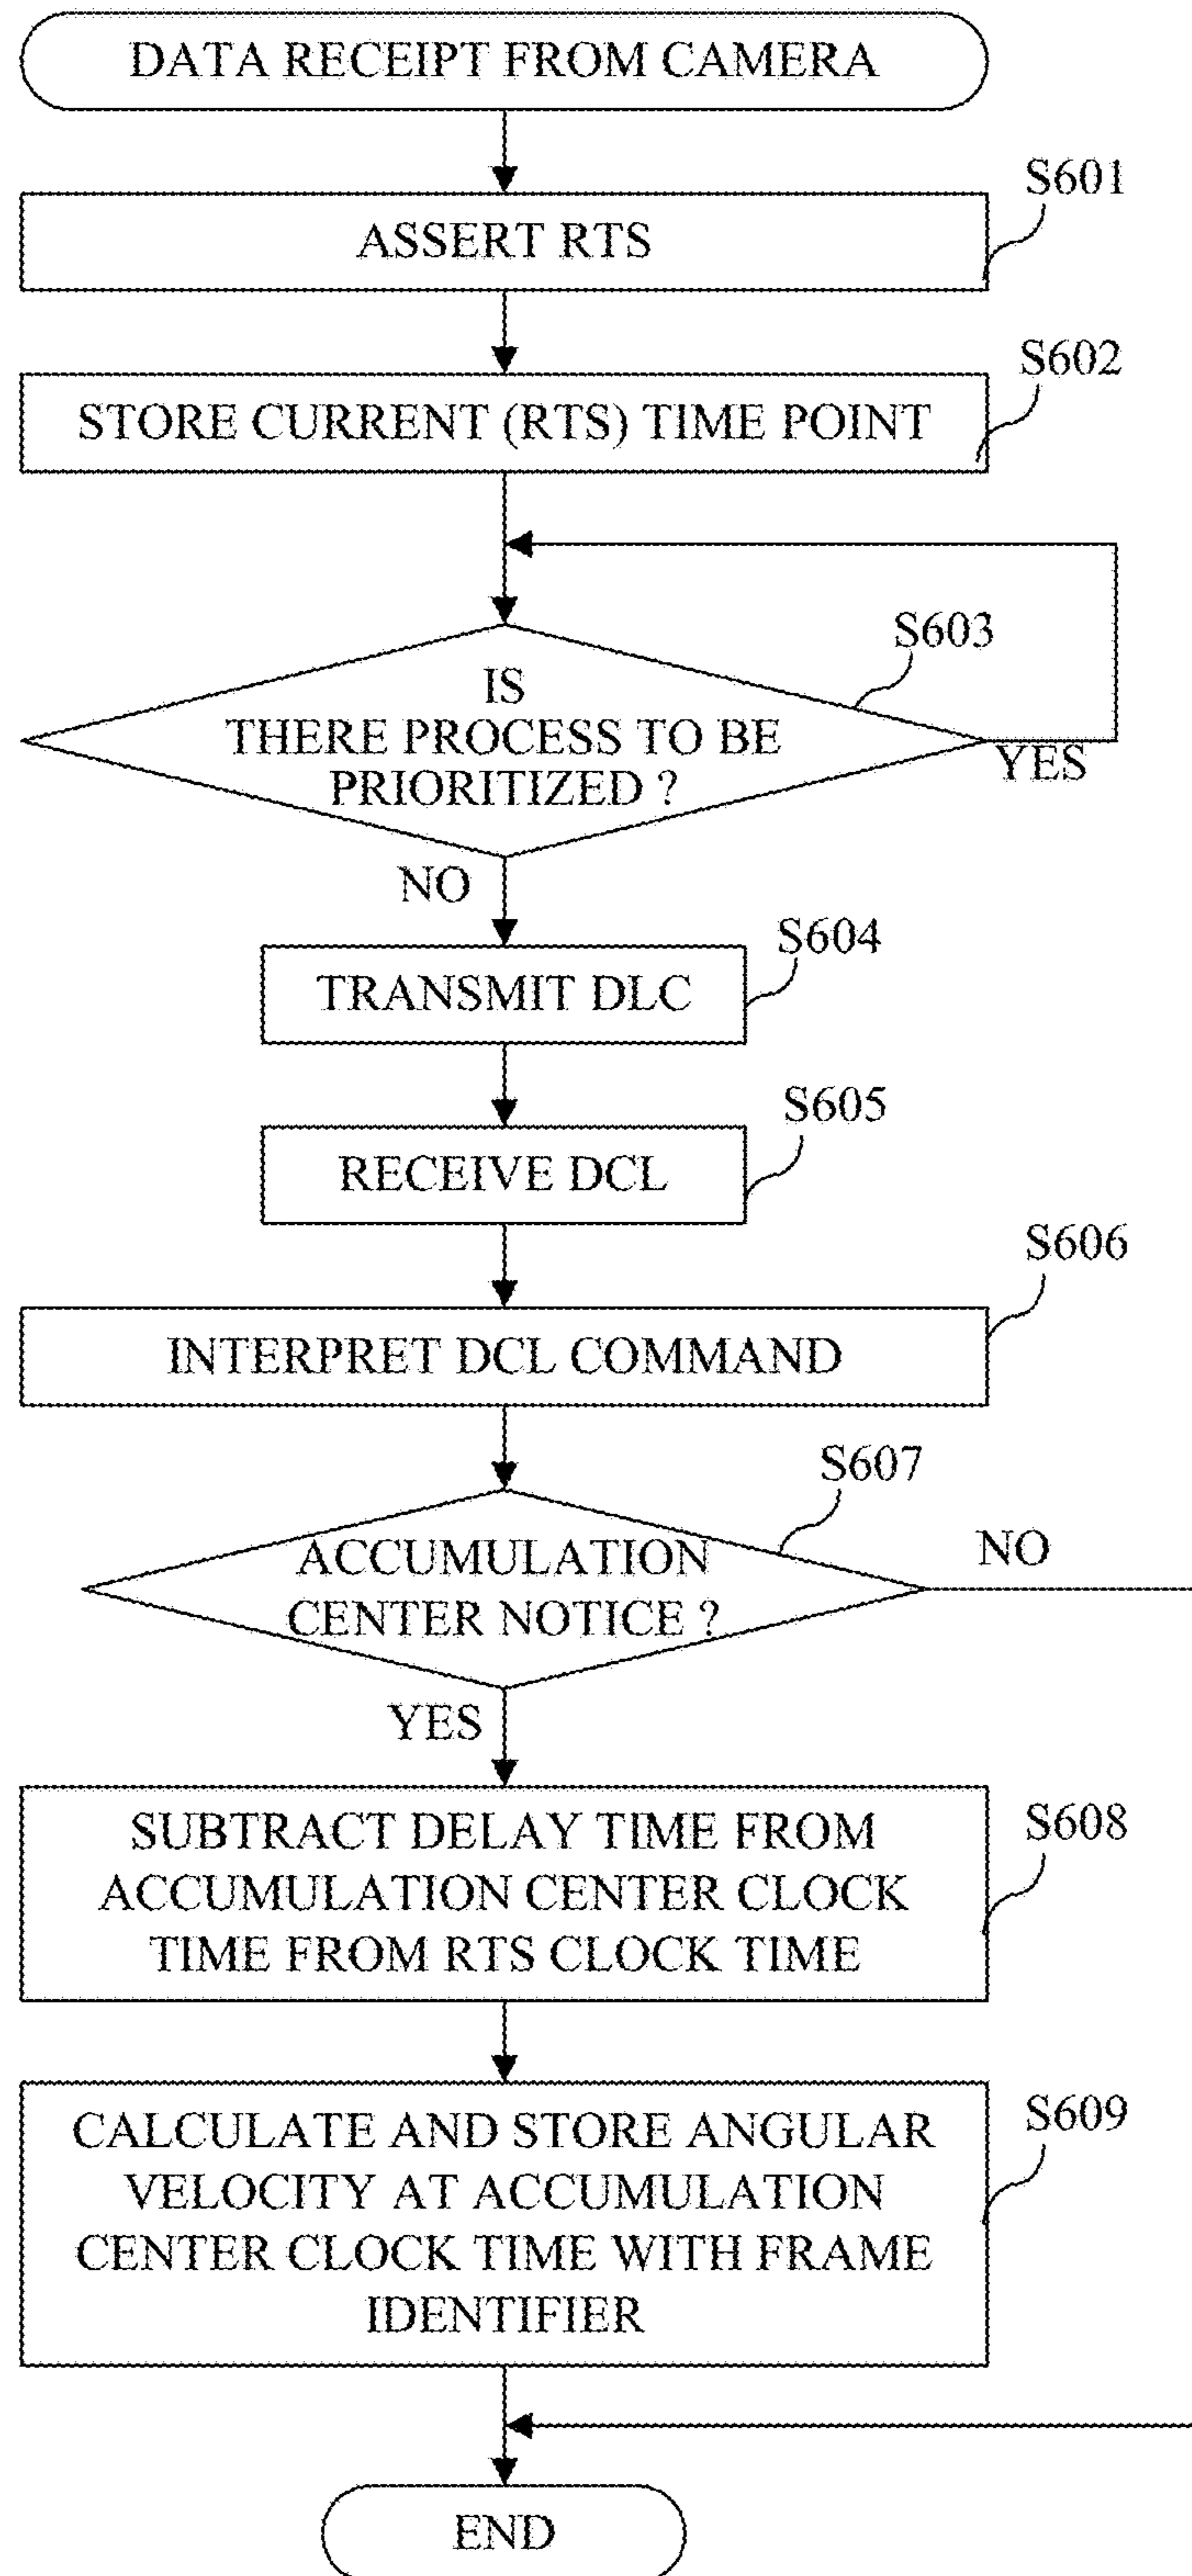 DATA RECEIPT FROM CAMERA
S601
ASSERT RTS
S602
STORE CURRENT (RTS) TIME POINT
S603
IS
THERE PROCESS TO BE
PRIORITIZED ?
YES
NO
S604
TRANSMIT DLC
S605
RECEIVE DCL
S606
INTERPRET DCL COMMAND
S607
ACCUMULATION
CENTER NOTICE ?
NO
YES
S608
SUBTRACT DELAY TIME FROM
ACCUMULATION CENTER CLOCK
TIME FROM RTS CLOCK TIME
S609
CALCULATE AND STORE ANGULAR
VELOCITY AT ACCUMULATION
CENTER CLOCK TIME WITH FRAME
IDENTIFIER
END